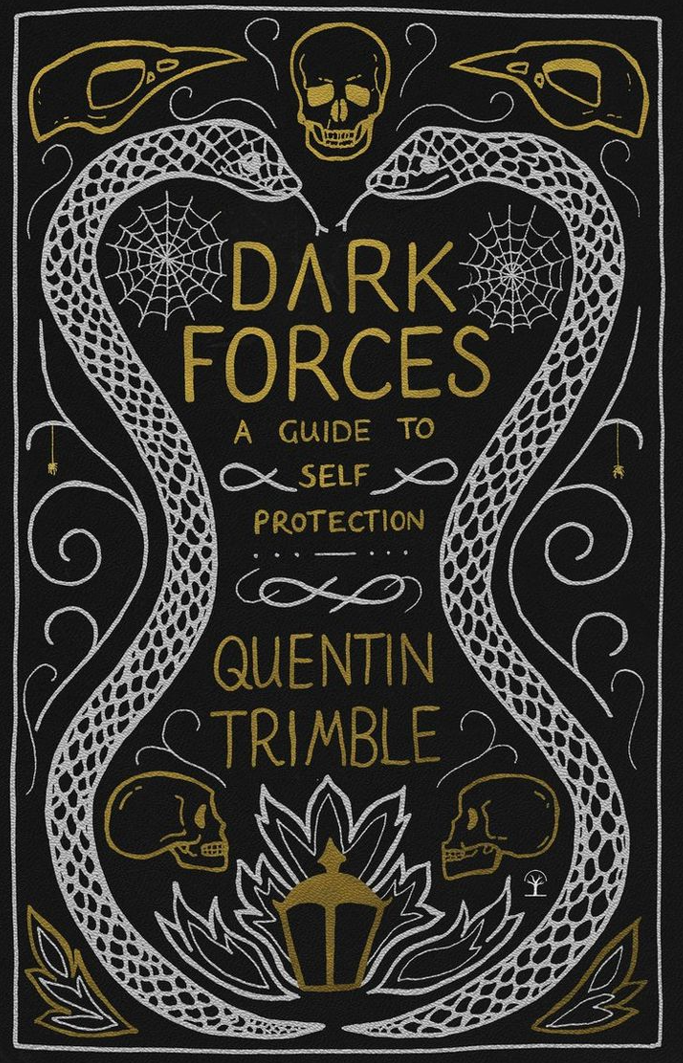 DARK
FORCES
A GUIDE TO
SELF
PROTECTION
QUENTIN
TRIMBLE